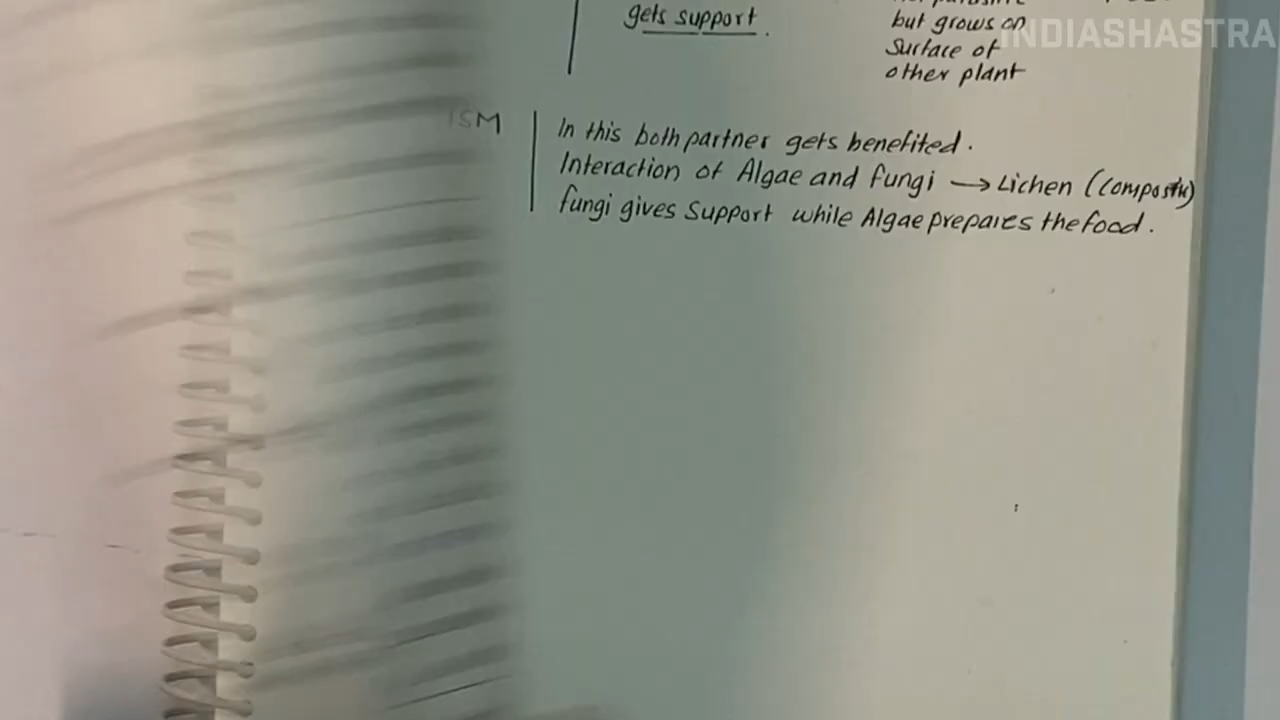 gets support.
but grows on
Surface of
other plant
INDIASHASTRA
ISM
In this both partner gets benefited.
Interaction of Algae and fungi → Lichen
fungi gives Support while Algae prepares the food.